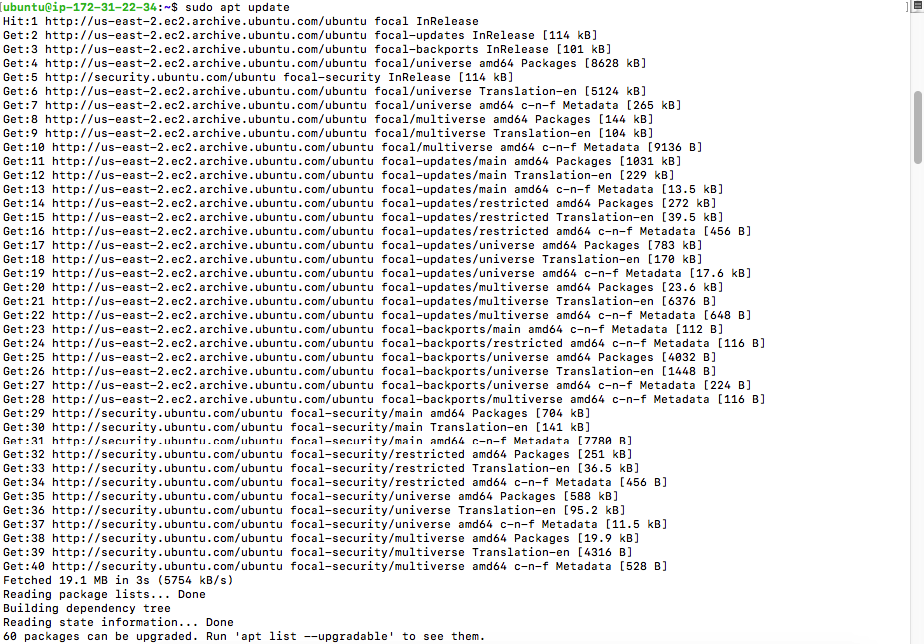 [ubuntu@ip-172-31-22-34:~$ sudo apt update ]
Hit:1 http://us-east-2.ec2.archive.ubuntu.com/ubuntu focal InRelease
Get:2 http://us-east-2.ec2.archive.ubuntu.com/ubuntu focal-updates InRelease [114 kB]
Get:3 http://us-east-2.ec2.archive.ubuntu.com/ubuntu focal-backports InRelease [101 kB]
Get:4 http://us-east-2.ec2.archive.ubuntu.com/ubuntu focal/universe amd64 Packages [8628 kB]
Get:5 http://security.ubuntu.com/ubuntu focal-security InRelease [114 kB]
Get:6 http://us-east-2.ec2.archive.ubuntu.com/ubuntu focal/universe Translation-en [5124 kB]
Get:7 http://us-east-2.ec2.archive.ubuntu.com/ubuntu focal/universe amd64 c-n-f Metadata [265 kB]
Get:8 http://us-east-2.ec2.archive.ubuntu.com/ubuntu focal/multiverse amd64 Packages [144 kB]
Get:9 http://us-east-2.ec2.archive.ubuntu.com/ubuntu focal/multiverse Translation-en [104 kB]
Get:10 http://us-east-2.ec2.archive.ubuntu.com/ubuntu focal/multiverse amd64 c-n-f Metadata [9136 B]
Get:11 http://us-east-2.ec2.archive.ubuntu.com/ubuntu focal-updates/main amd64 Packages [1031 kB]
Get:12 http://us-east-2.ec2.archive.ubuntu.com/ubuntu focal-updates/main Translation-en [229 kB]
Get:13 http://us-east-2.ec2.archive.ubuntu.com/ubuntu focal-updates/main amd64 c-n-f Metadata [13.5 kB]
Get:14 http://us-east-2.ec2.archive.ubuntu.com/ubuntu focal-updates/restricted amd64 Packages [272 kB]
Get:15 http://us-east-2.ec2.archive.ubuntu.com/ubuntu focal-updates/restricted Translation-en [39.5 kB]
Get:16 http://us-east-2.ec2.archive.ubuntu.com/ubuntu focal-updates/restricted amd64 c-n-f Metadata [456 B]
Get:17 http://us-east-2.ec2.archive.ubuntu.com/ubuntu focal-updates/universe amd64 Packages [783 kB]
Get:18 http://us-east-2.ec2.archive.ubuntu.com/ubuntu focal-updates/universe Translation-en [170 kB]
Get:19 http://us-east-2.ec2.archive.ubuntu.com/ubuntu focal-updates/universe amd64 c-n-f Metadata [17.6 kB]
Get:20 http://us-east-2.ec2.archive.ubuntu.com/ubuntu focal-updates/multiverse amd64 Packages [23.6 kB]
Get:21 http://us-east-2.ec2.archive.ubuntu.com/ubuntu focal-updates/multiverse Translation-en [6376 B]
Get:22 http://us-east-2.ec2.archive.ubuntu.com/ubuntu focal-updates/multiverse amd64 c-n-f Metadata [648 B]
Get:23 http://us-east-2.ec2.archive.ubuntu.com/ubuntu focal-backports/main amd64 c-n-f Metadata [112 B]
Get:24 http://us-east-2.ec2.archive.ubuntu.com/ubuntu focal-backports/restricted amd64 c-n-f Metadata [116 B]
Get:25 http://us-east-2.ec2.archive.ubuntu.com/ubuntu focal-backports/universe amd64 Packages [4032 B]
Get:26 http://us-east-2.ec2.archive.ubuntu.com/ubuntu focal-backports/universe Translation-en [1448 B]
Get:27 http://us-east-2.ec2.archive.ubuntu.com/ubuntu focal-backports/universe amd64 c-n-f Metadata [224 B]
Get:28 http://us-east-2.ec2.archive.ubuntu.com/ubuntu focal-backports/multiverse amd64 c-n-f Metadata [116 B]
Get:29 http://security.ubuntu.com/ubuntu focal-security/main amd64 Packages [704 kB]
Get:30 http://security.ubuntu.com/ubuntu focal-security/main Translation-en [141 kB]
Get:31 http://security.ubuntu.com/ubuntu focal-security/main amd64 c-n-f Metadata [7780 B]
Get:32 http://security.ubuntu.com/ubuntu focal-security/restricted amd64 Packages [251 kB]
Get:33 http://security.ubuntu.com/ubuntu focal-security/restricted Translation-en [36.5 kB]
Get:34 http://security.ubuntu.com/ubuntu focal-security/restricted amd64 c-n-f Metadata [456 B]
Get:35 http://security.ubuntu.com/ubuntu focal-security/universe amd64 Packages [588 kB]
Get:36 http://security.ubuntu.com/ubuntu focal-security/universe Translation-en [95.2 kB]
Get:37 http://security.ubuntu.com/ubuntu focal-security/universe amd64 c-n-f Metadata [11.5 kB]
Get:38 http://security.ubuntu.com/ubuntu focal-security/multiverse amd64 Packages [19.9 kB]
Get:39 http://security.ubuntu.com/ubuntu focal-security/multiverse Translation-en [4316 B]
Get:40 http://security.ubuntu.com/ubuntu focal-security/multiverse amd64 c-n-f Metadata [528 B]
Fetched 19.1 MB in 3s (5754 kB/s)
Reading package lists... Done
Building dependency tree
Reading state information... Done
60 packages can be upgraded. Run 'apt list --upgradable' to see them.